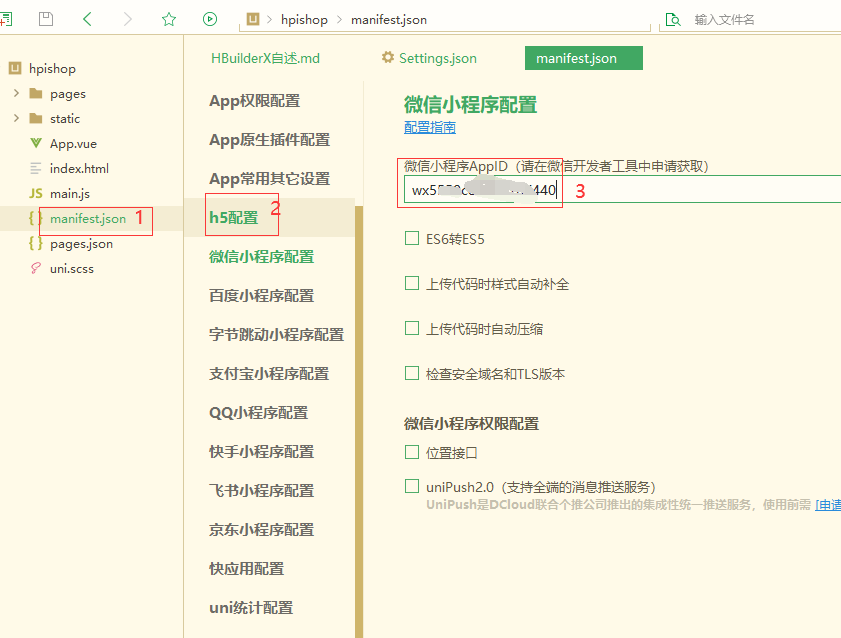 hpishop
manifest.json
输入文件名
HBuilderX自述.md
Settings.json
manifest.json
hpishop
pages
static
App.vue
index.html
JS main.js
{ } manifest.json 1
{ } pages.json
uni.scss
App权限配置
App原生插件配置
App常用其它设置
h5配置 2
微信小程序配置
百度小程序配置
字节跳动小程序配置
支付宝小程序配置
QQ小程序配置
快手小程序配置
飞书小程序配置
京东小程序配置
快应用配置
uni统计配置
微信小程序配置
配置指南
微信小程序AppID（请在微信开发者工具中申请获取）
440 3
ES6转ES5
上传代码时样式自动补全
上传代码时自动压缩
检查安全域名和TLS版本
微信小程序权限配置
位置接口
uniPush2.0（支持全端的消息推送服务）
UniPush是DCloud联合个推公司推出的集成性统一推送服务，使用前需 [申请